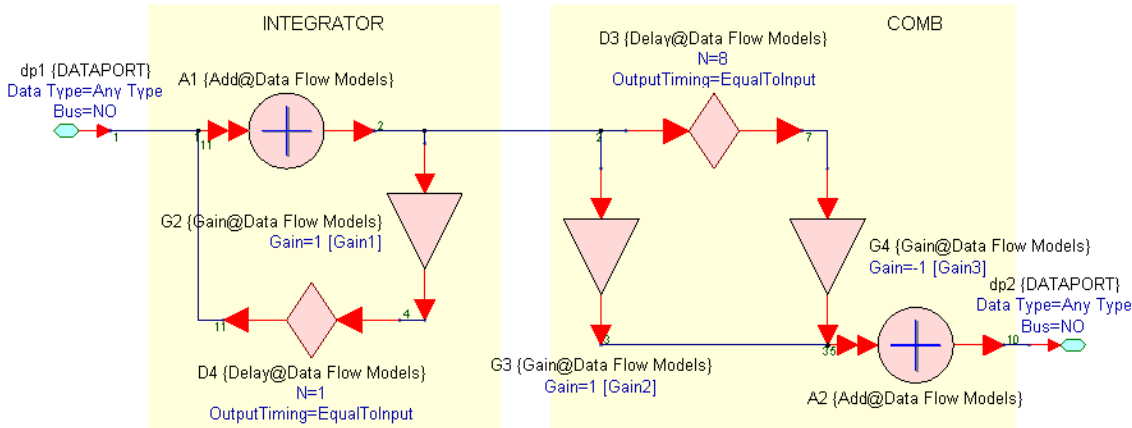 INTEGRATOR
COMB
dp1 {DATAPORT}
Data Type=Any Type
Bus=NO
A1 {Add@Data Flow Models}
D3 {Delay@Data Flow Models}
N=8
OutputTiming=EqualToInput
1
1
11
2
2
7
G2 {Gain@Data Flow Models}
Gain=1 [Gain1]
G4 {Gain@Data Flow Models}
Gain=-1 [Gain3]
dp2 {DATAPORT}
Data Type=Any Type
Bus=NO
11
4
3
35
10
D4 {Delay@Data Flow Models}
N=1
OutputTiming=EqualToInput
G3 {Gain@Data Flow Models}
Gain=1 [Gain2]
A2 {Add@Data Flow Models}